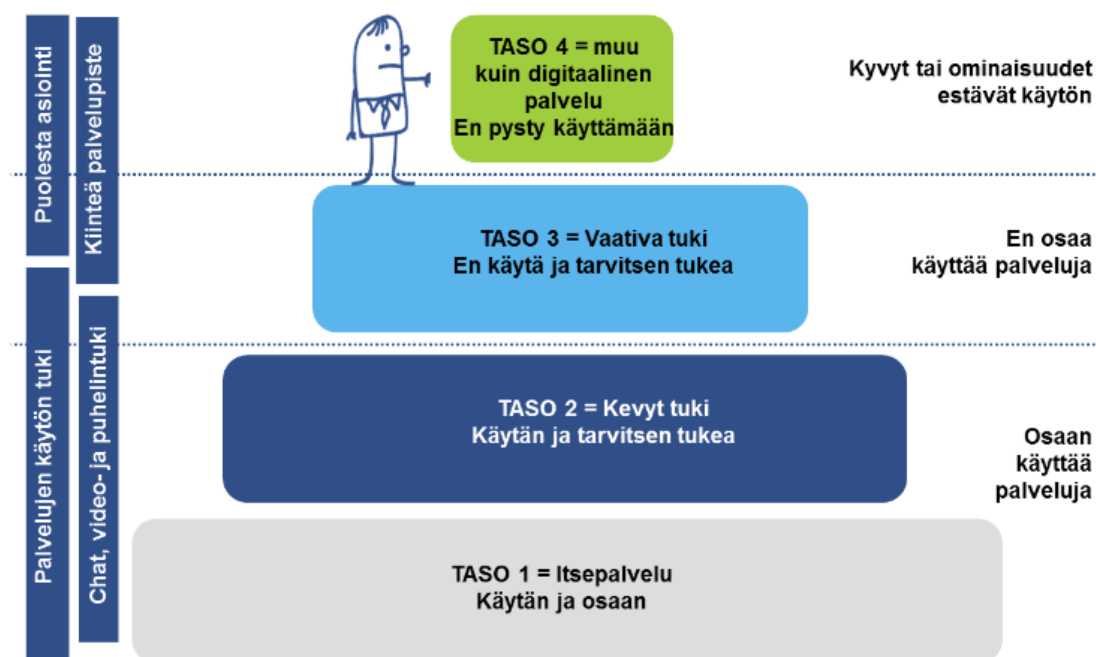 Puolesta asiointi
Kiinteä palvelupiste
Palvelujen käytön tuki
Chat, video- ja puhelintuki
TASO 4 = muu
kuin digitaalinen
palvelu
En pysty käyttämään
Kyvyt tai ominaisuudet
estävät käytön
TASO 3 = Vaativa tuki
En käytä ja tarvitsen tukea
En osaa
käyttää palveluja
TASO 2 = Kevyt tuki
Käytän ja tarvitsen tukea
Osaan
käyttää
palveluja
TASO 1 = Itsepalvelu
Käytän ja osaan